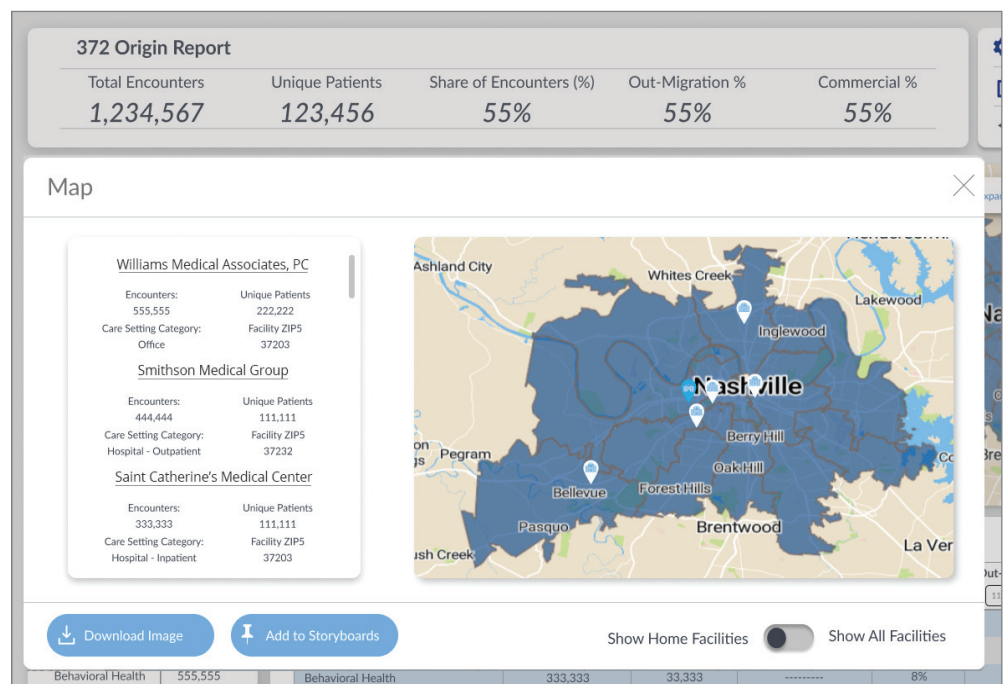 372 Origin Report
Total Encounters Unique Patients Share of Encounters (%) Out-Migration % Commercial %
1,234,567 123,456 55% 55% 55%
Map
Williams Medical Associates, PC
Encounters: Unique Patients
555,555 222,222
Care Setting Category: Facility ZIP5
Office 37203
Smithson Medical Group
Encounters: Unique Patients
444,444 111,111
Care Setting Category: Facility ZIP5
Hospital - Outpatient 37232
Saint Catherine's Medical Center
Encounters: Unique Patients
333,333 111,111
Care Setting Category: Facility ZIP5
Hospital - Inpatient 37203
Ashland City
Whites Creek
Lakewood
Inglewood
Nashville
Berry Hill
Pegram
Oak Hill
Bellevue
Forest Hills
Pasquo
Brentwood
La Ver
ush Creek
Download Image
Add to Storyboards
Show Home Facilities
Show All Facilities
Behavioral Health 555,555 Behavioral Health 333,333 33,333 --------- 8%